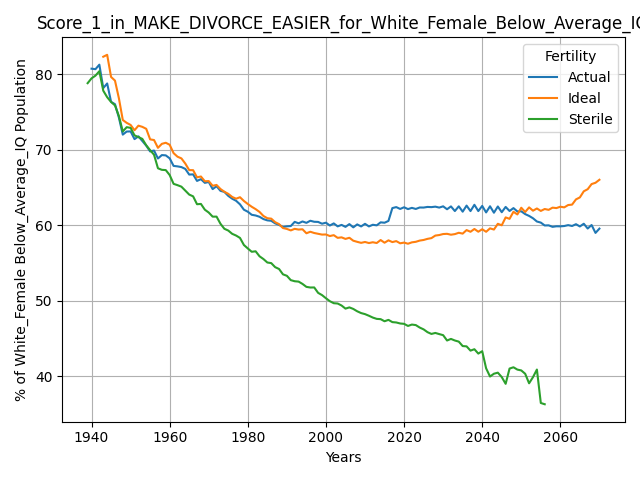 Score_1_in_MAKE_DIVORCE_EASIER_for_White_Female_Below_Average_IQ
% of White_Female Below_Average_IQ Population
80
70
60
50
40
Fertility
Actual
Ideal
Sterile
1940 1960 1980 2000 2020 2040 2060
Years